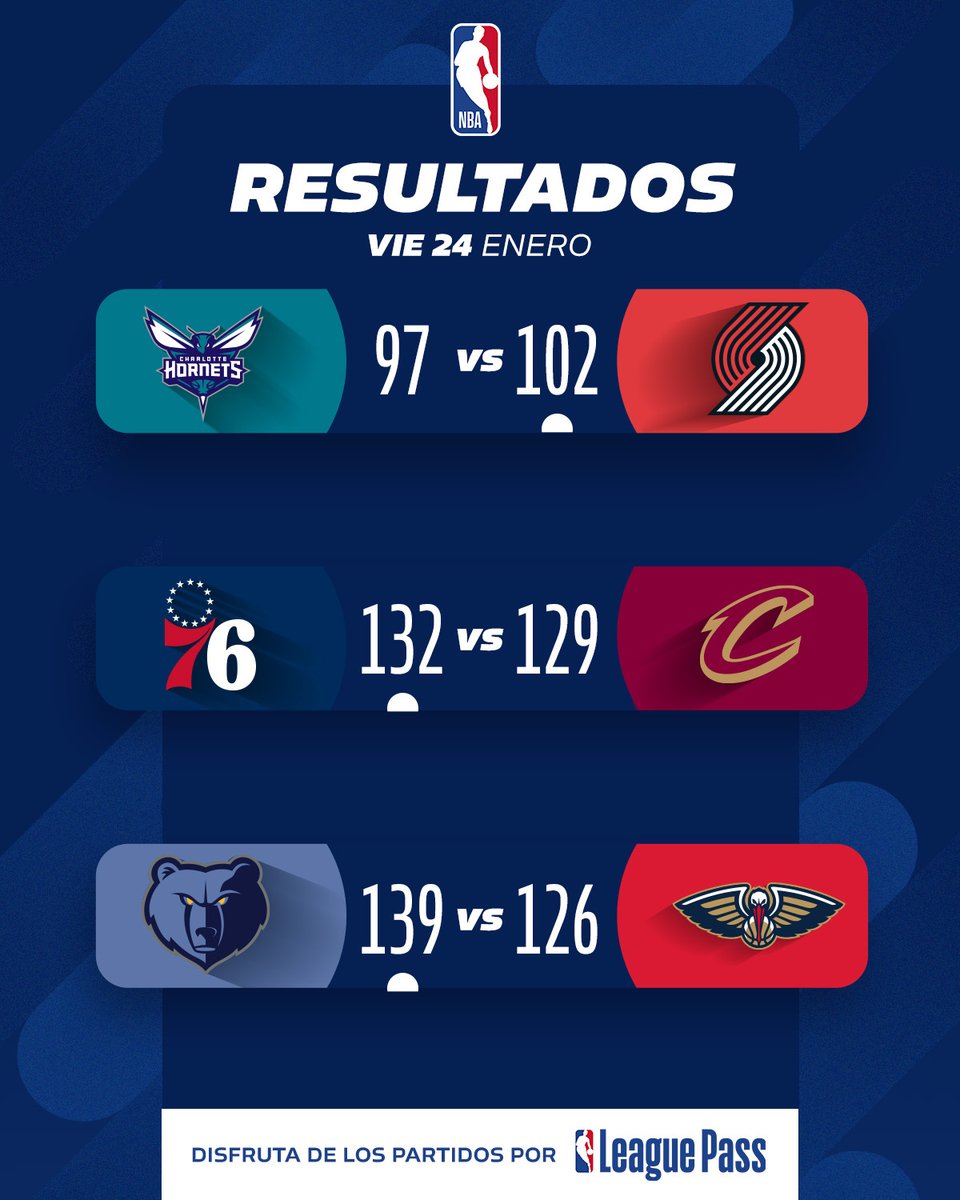 NBA
RESULTADOS
VIE 24 ENERO
CHARLOTTE
HORNETS
97 vs 102
76
132 vs 129
C
139 vs 126
DISFRUTA DE LOS PARTIDOS POR League Pass